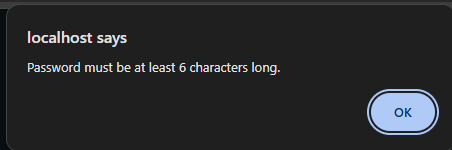 localhost says
Password must be at least 6 characters long.
OK